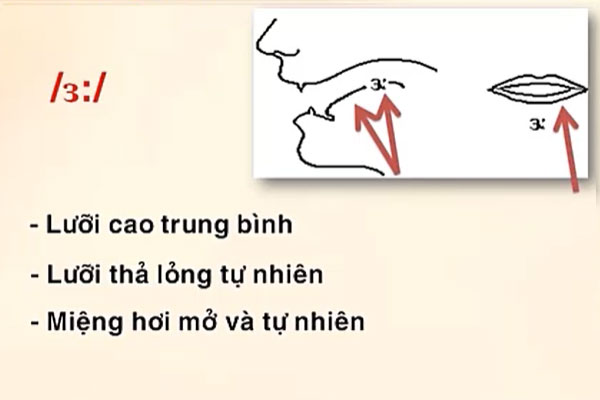 /ɜ:/
ɜ:
ɜ:
- Lưỡi cao trung bình
- Lưỡi thả lỏng tự nhiên
- Miệng hơi mở và tự nhiên